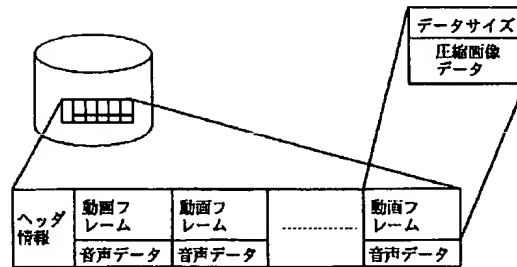 データサイズ
圧縮画像
データ
ヘッダ
情報
動画フ
レーム
音声データ
動画フ
レーム
音声データ
動画フ
レーム
音声データ